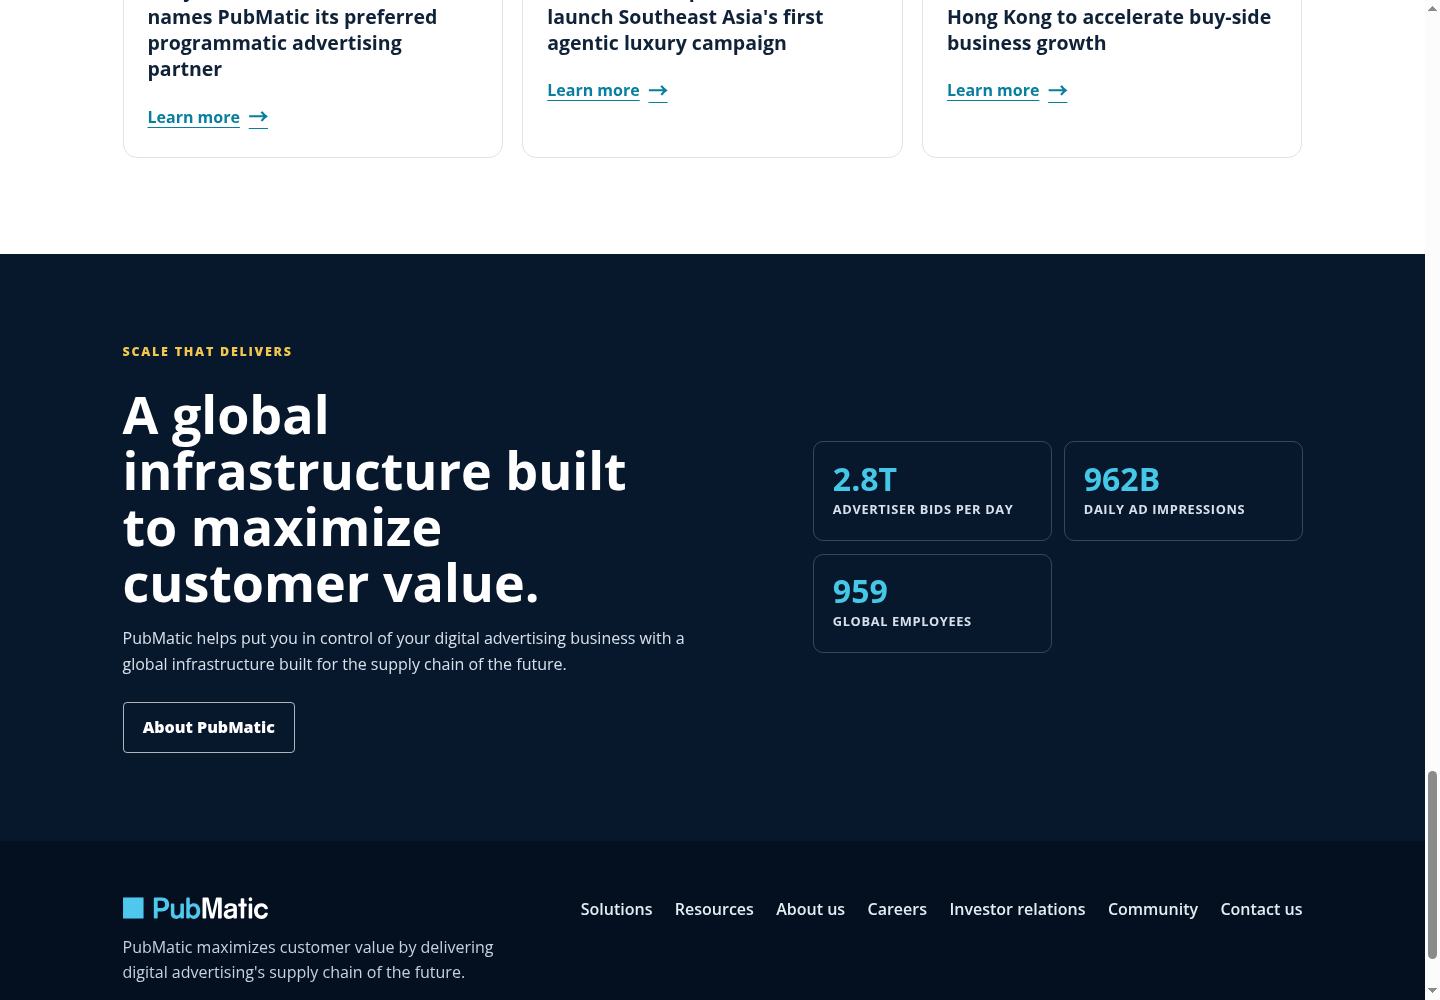 names PubMatic its preferred
programmatic advertising
partner
Learn more
launch Southeast Asia's first
agentic luxury campaign
Learn more
Hong Kong to accelerate buy-side
business growth
Learn more
SCALE THAT DELIVERS
A global
infrastructure built
to maximize
customer value.
PubMatic helps put you in control of your digital advertising business with a
global infrastructure built for the supply chain of the future.
About PubMatic
2.8T
ADVERTISER BIDS PER DAY
962B
DAILY AD IMPRESSIONS
959
GLOBAL EMPLOYEES
PubMatic
PubMatic maximizes customer value by delivering
digital advertising's supply chain of the future.
Solutions Resources About us Careers Investor relations Community Contact us